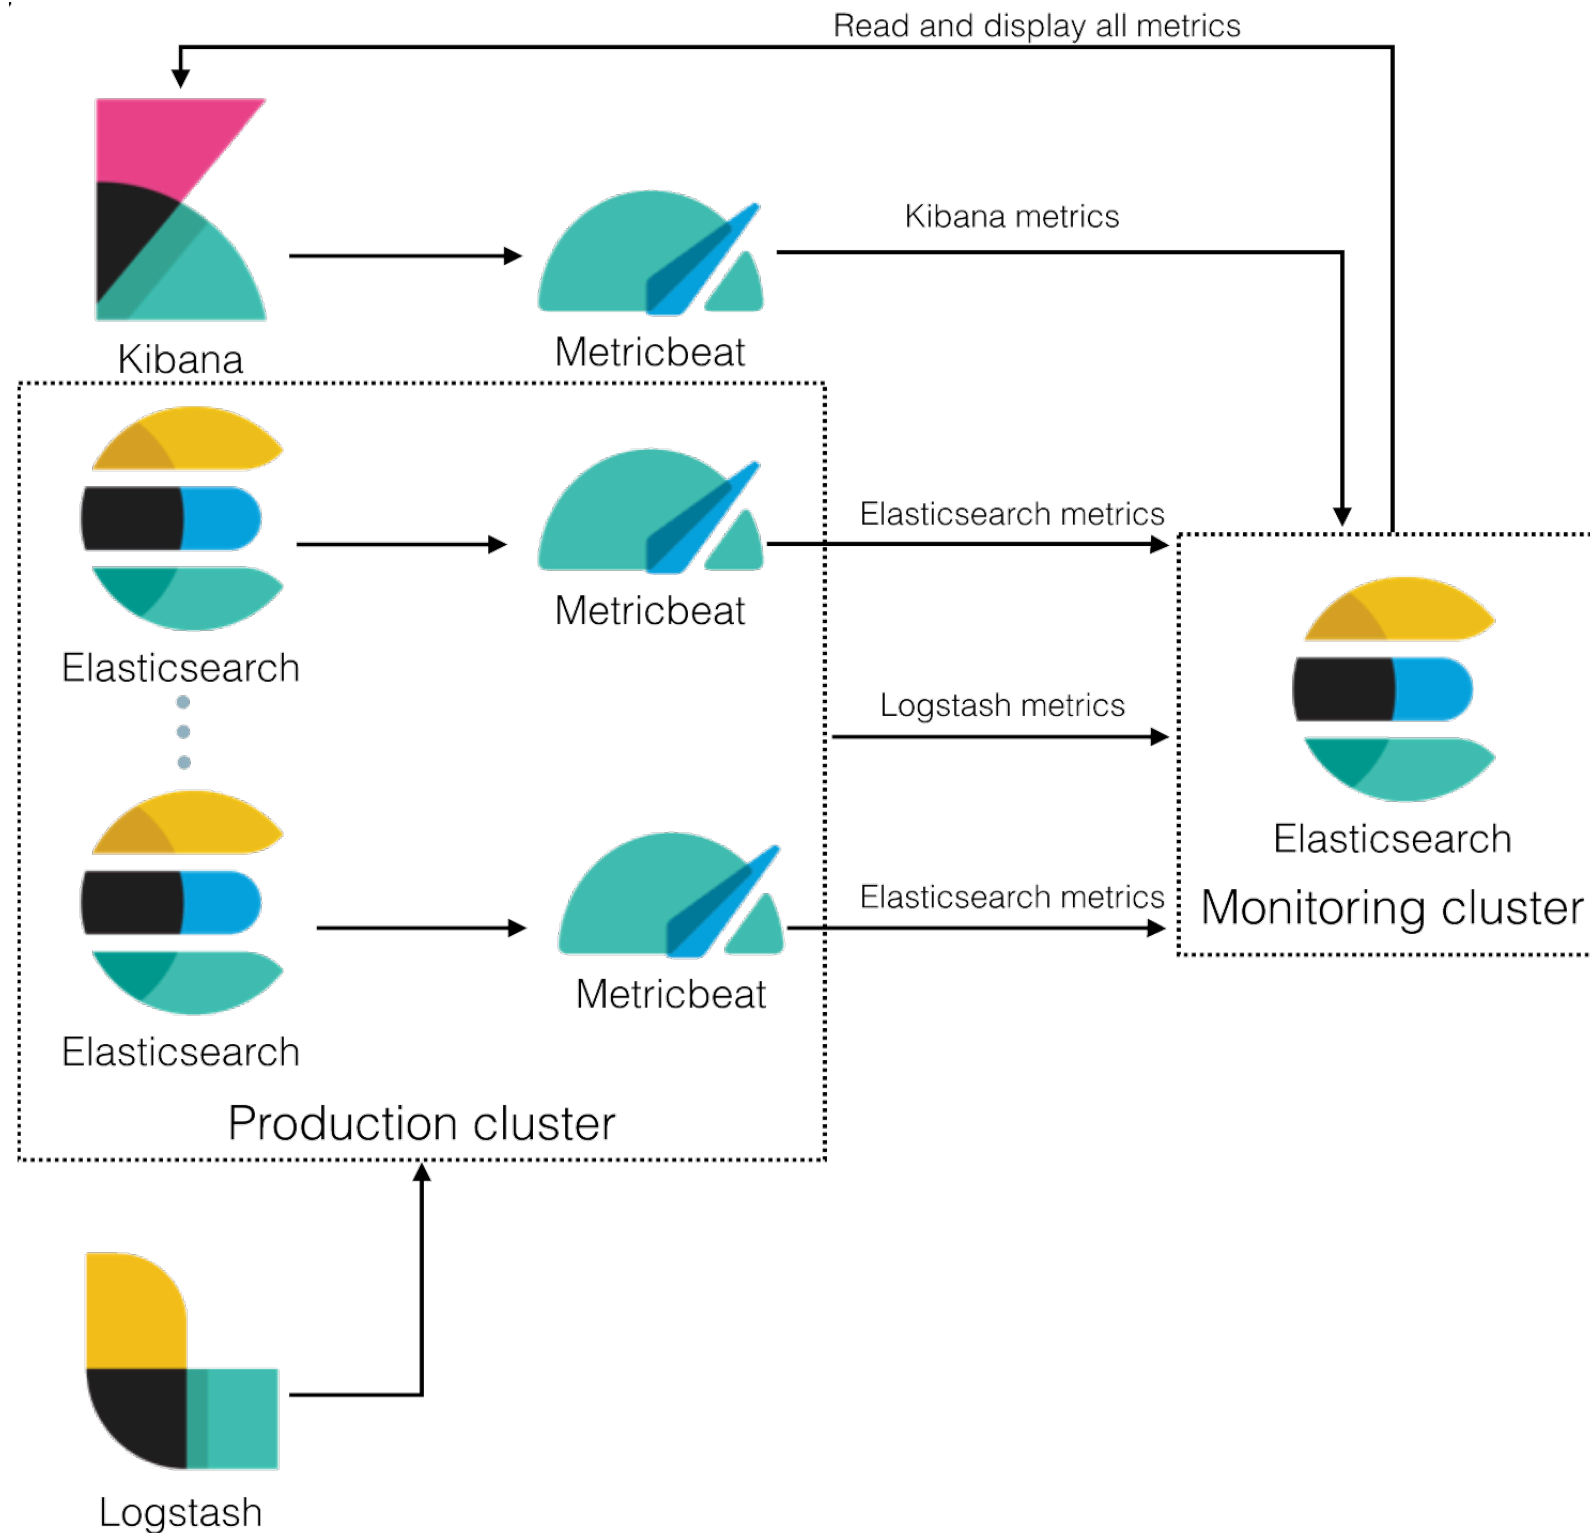 Read and display all metrics
Kibana metrics
Kibana
Metricbeat
Elasticsearch metrics
Metricbeat
Elasticsearch
Logstash metrics
Elasticsearch
Elasticsearch metrics
Monitoring cluster
Metricbeat
Elasticsearch
Production cluster
Logstash